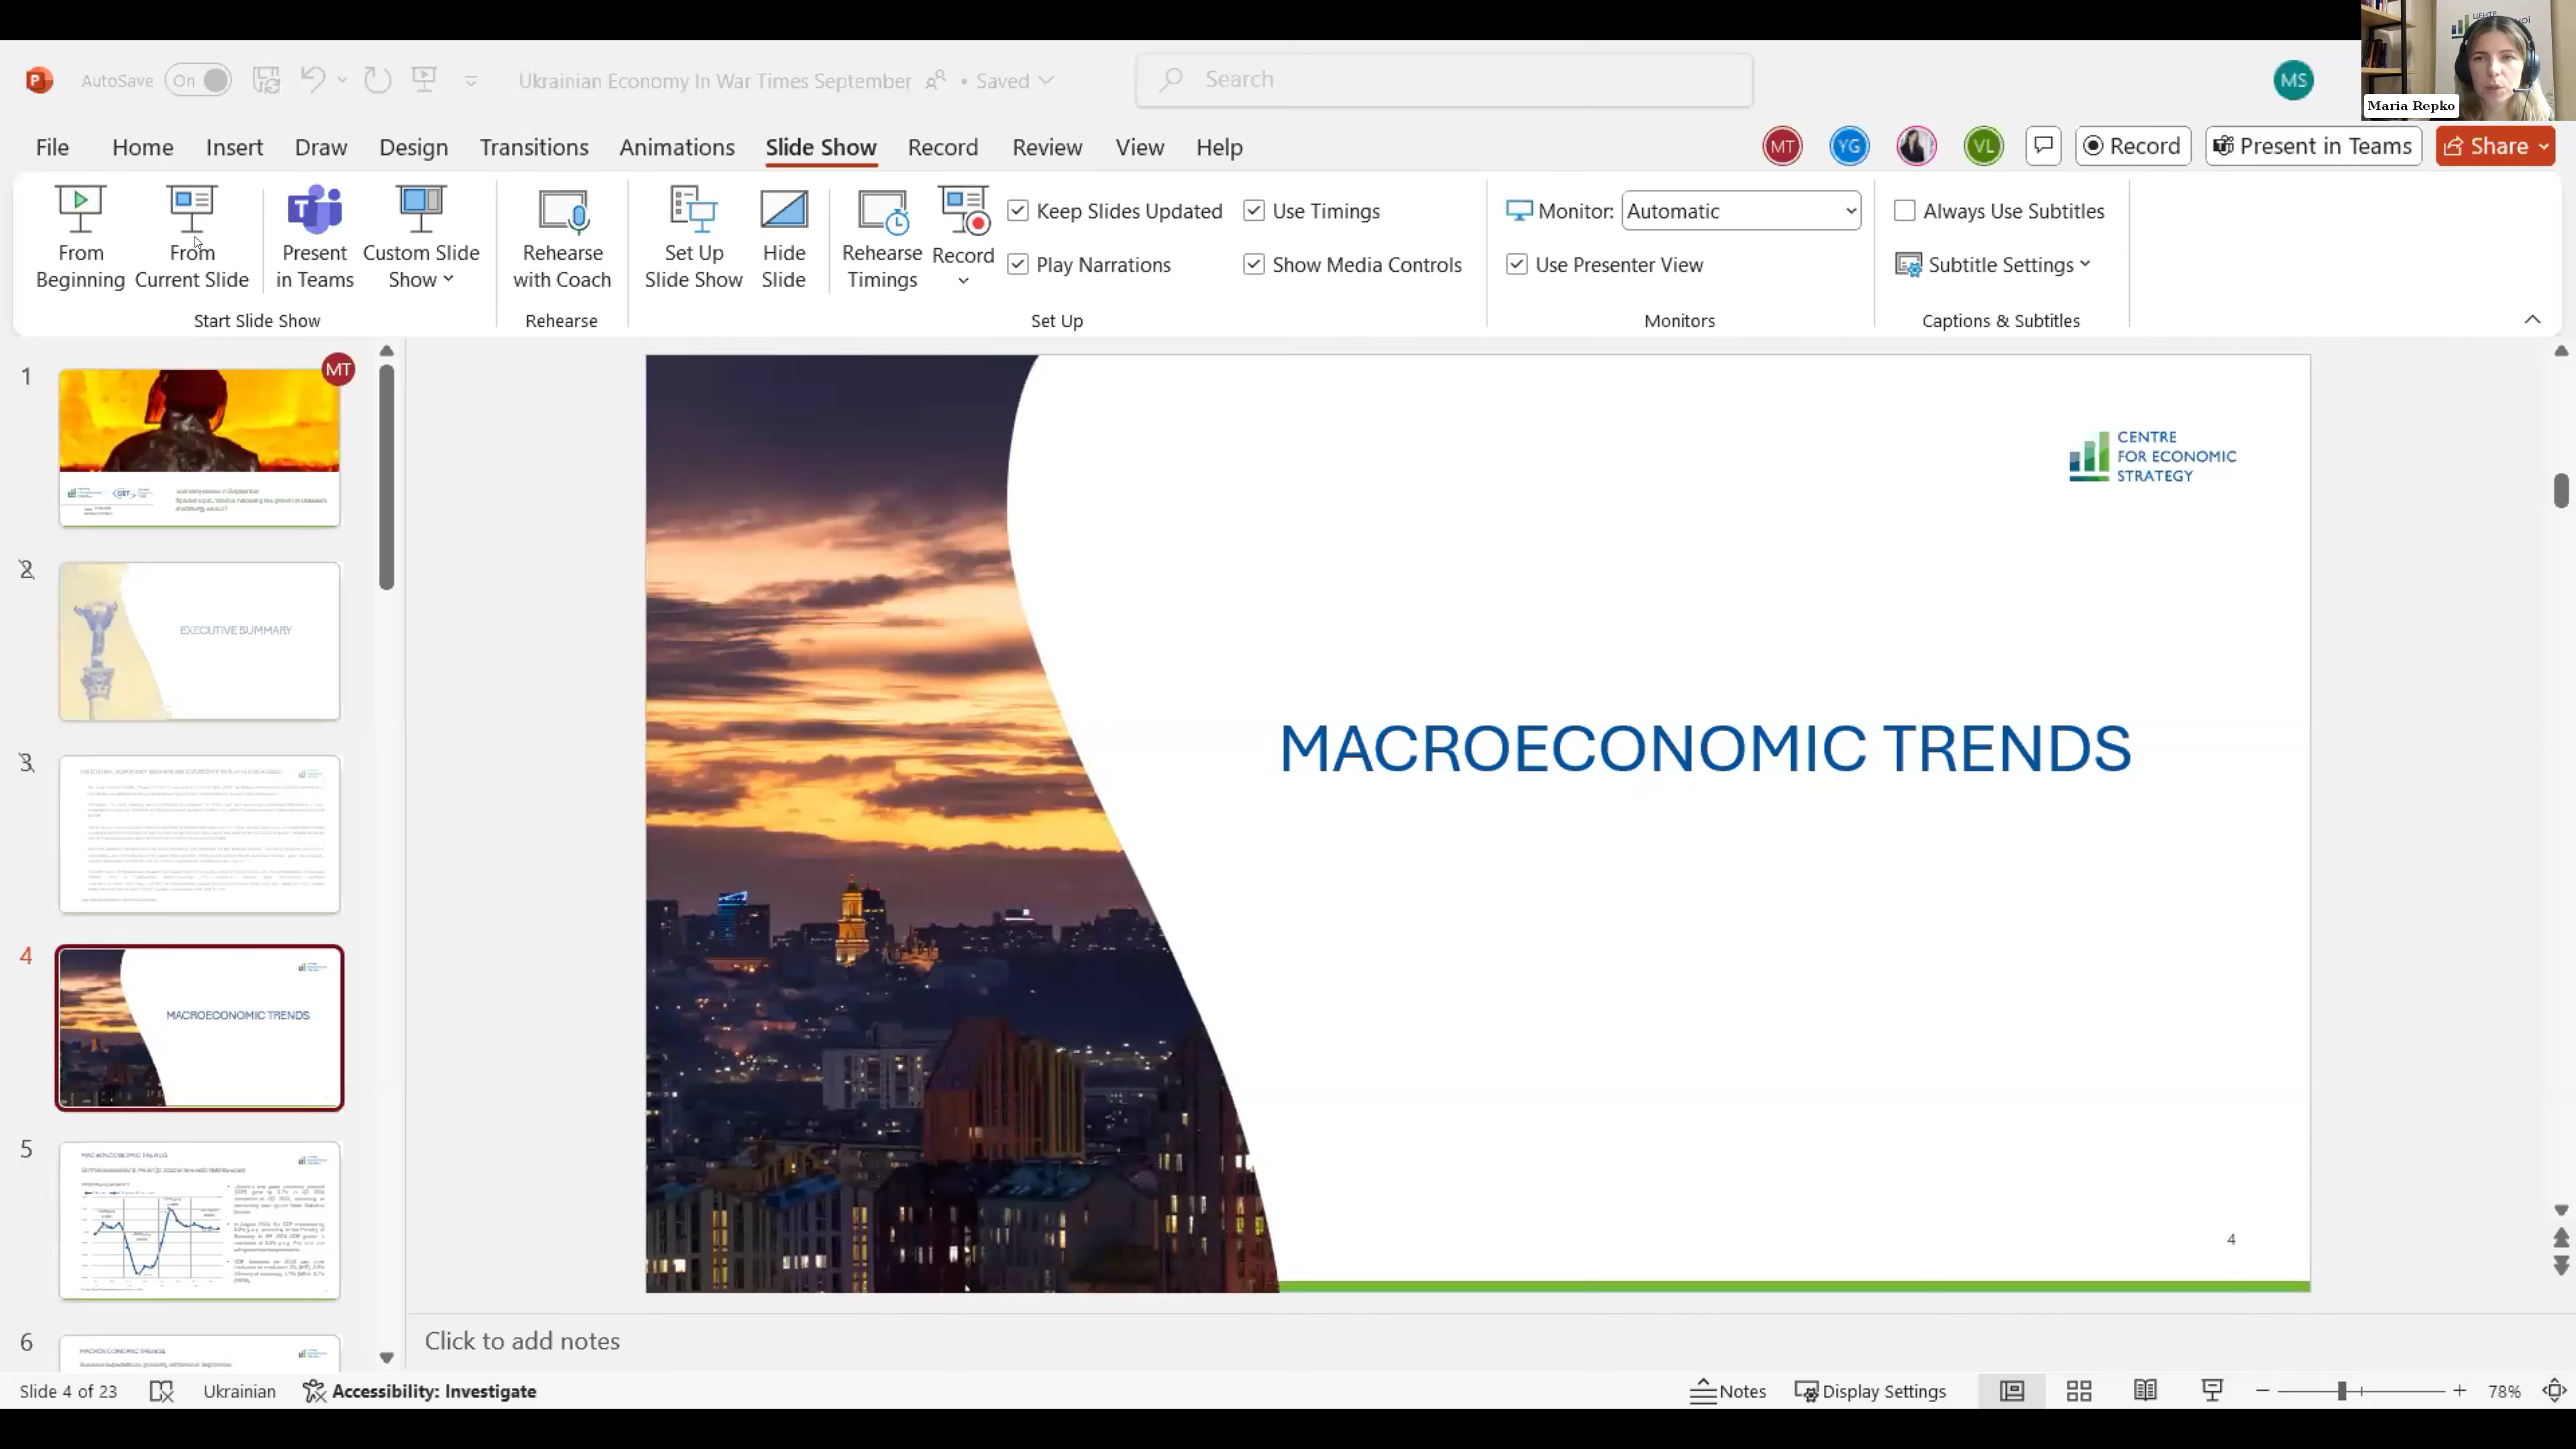 ЦЕНТР
Maria Repko
AutoSave
On
Ukrainian Economy In War Times September
• Saved
Search
MS
File
Home
Insert
Draw
Design
Transitions
Animations
Slide Show
Record
Review
View
Help
MT
YG
VL
Record
Present in Teams
Share
From
Beginning
From
Current Slide
Present
in Teams
Custom Slide
Show
Start Slide Show
Rehearse
with Coach
Rehearse
Set Up
Slide Show
Hide
Slide
Rehearse
Timings
Record
Keep Slides Updated
Play Narrations
Use Timings
Show Media Controls
Set Up
Monitor:
Automatic
Use Presenter View
Monitors
Always Use Subtitles
Subtitle Settings
Captions & Subtitles
1
MT
2
EXECUTIVE SUMMARY
3
4
MACROECONOMIC TRENDS
5
MACROECONOMIC TRENDS
6
MACROECONOMIC TRENDS
CENTRE
FOR ECONOMIC
STRATEGY
MACROECONOMIC TRENDS
4
Click to add notes
Slide 4 of 23
Ukrainian
Accessibility: Investigate
Notes
Display Settings
78%